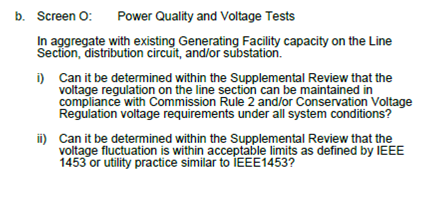 b. Screen O: Power Quality and Voltage Tests
In aggregate with existing Generating Facility capacity on the Line
Section, distribution circuit, and/or substation.
i) Can it be determined within the Supplemental Review that the
voltage regulation on the line section can be maintained in
compliance with Commission Rule 2 and/or Conservation Voltage
Regulation voltage requirements under all system conditions?
ii) Can it be determined within the Supplemental Review that the
voltage fluctuation is within acceptable limits as defined by IEEE
1453 or utility practice similar to IEEE1453?